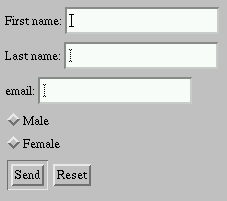 First name:
Last name:
email:
Male
Female
Send Reset